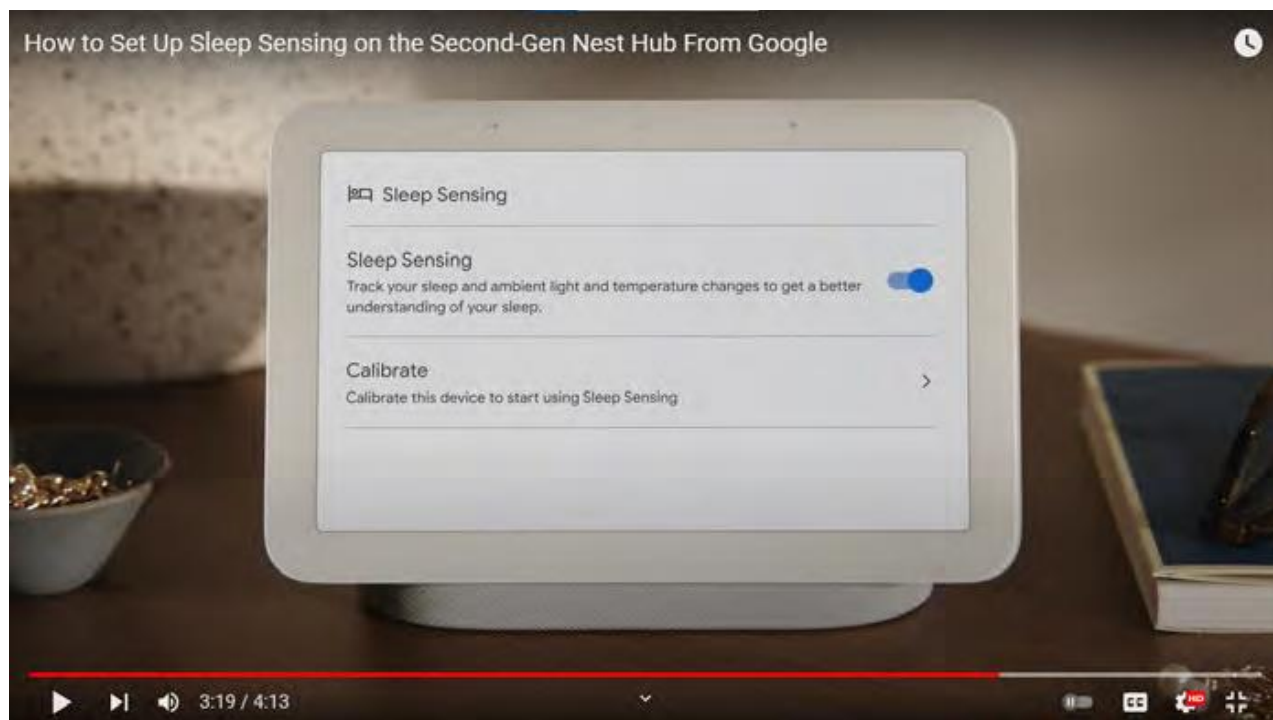 How to Set Up Sleep Sensing on the Second-Gen Nest Hub From Google
Sleep Sensing
Sleep Sensing
Track your sleep and ambient light and temperature changes to get a better
understanding of your sleep.
Calibrate
Calibrate this device to start using Sleep Sensing
3:19 / 4:13
CC
HD